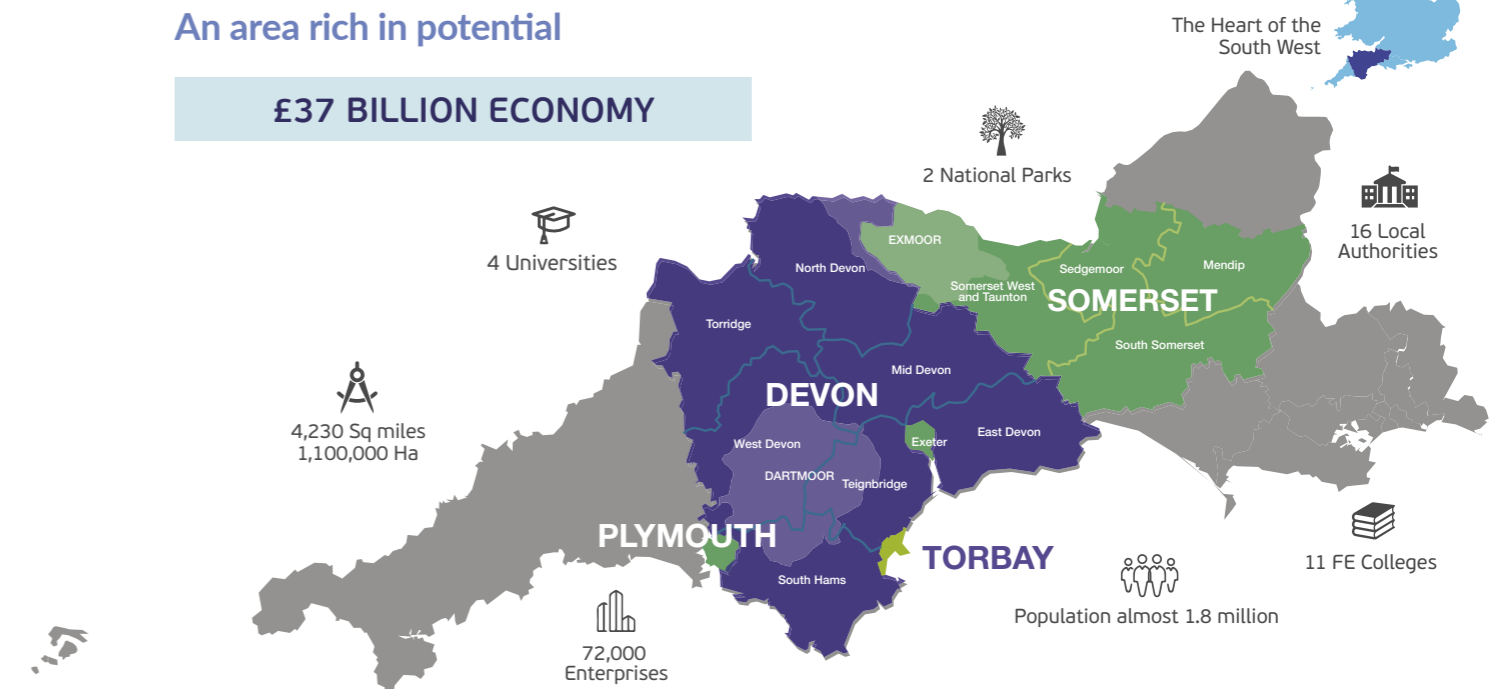 An area rich in potential
The Heart of the
South West
£37 BILLION ECONOMY
2 National Parks
4 Universities
16 Local
Authorities
EXMOOR
North Devon
Sedgemoor
Mendip
Somerset West
and Taunton
SOMERSET
Torridge
South Somerset
Mid Devon
DEVON
4,230 Sq miles
1,100,000 Ha
West Devon
Exeter
East Devon
DARTMOOR
Teignbridge
PLYMOUTH
TORBAY
South Hams
11 FE Colleges
Population almost 1.8 million
72,000
Enterprises